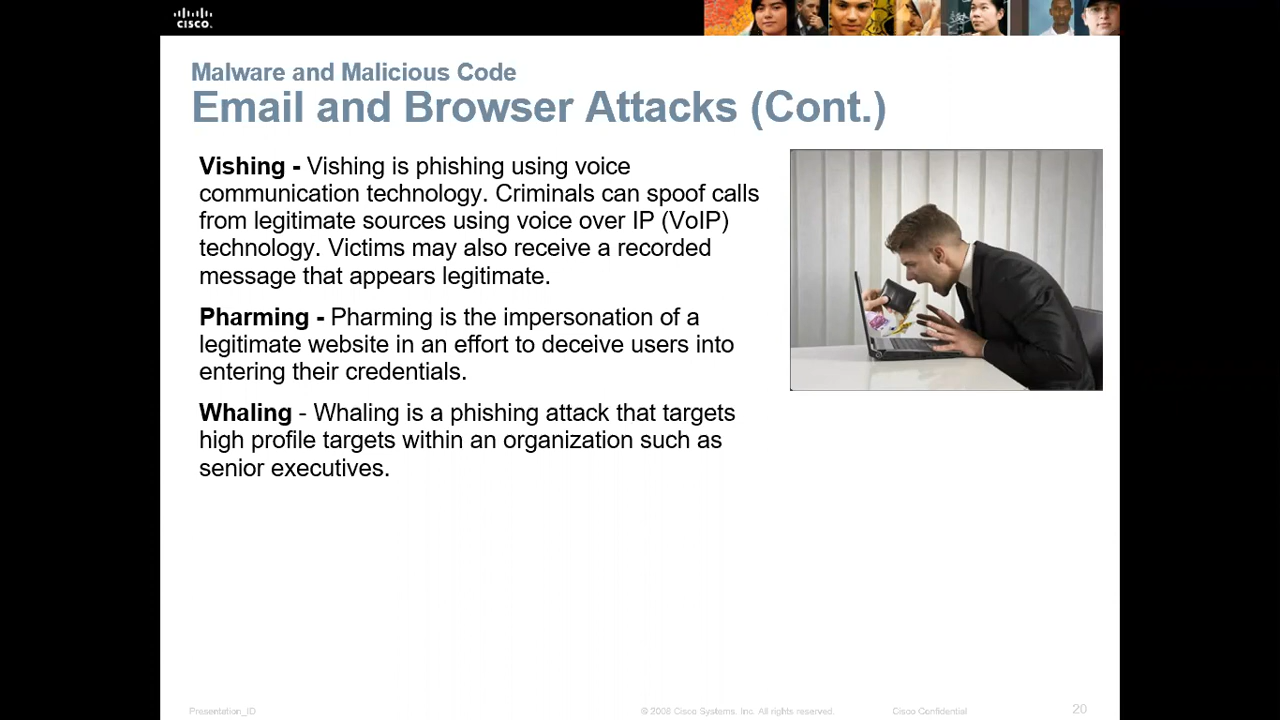 CISCO
Malware and Malicious Code
Email and Browser Attacks (Cont.)
Vishing - Vishing is phishing using voice
communication technology. Criminals can spoof calls
from legitimate sources using voice over IP (VoIP)
technology. Victims may also receive a recorded
message that appears legitimate.
Pharming - Pharming is the impersonation of a
legitimate website in an effort to deceive users into
entering their credentials.
Whaling - Whaling is a phishing attack that targets
high profile targets within an organization such as
senior executives.
Presentation_ID
© 2008 Cisco Systems, Inc. All rights reserved.
Cisco Confidential
20